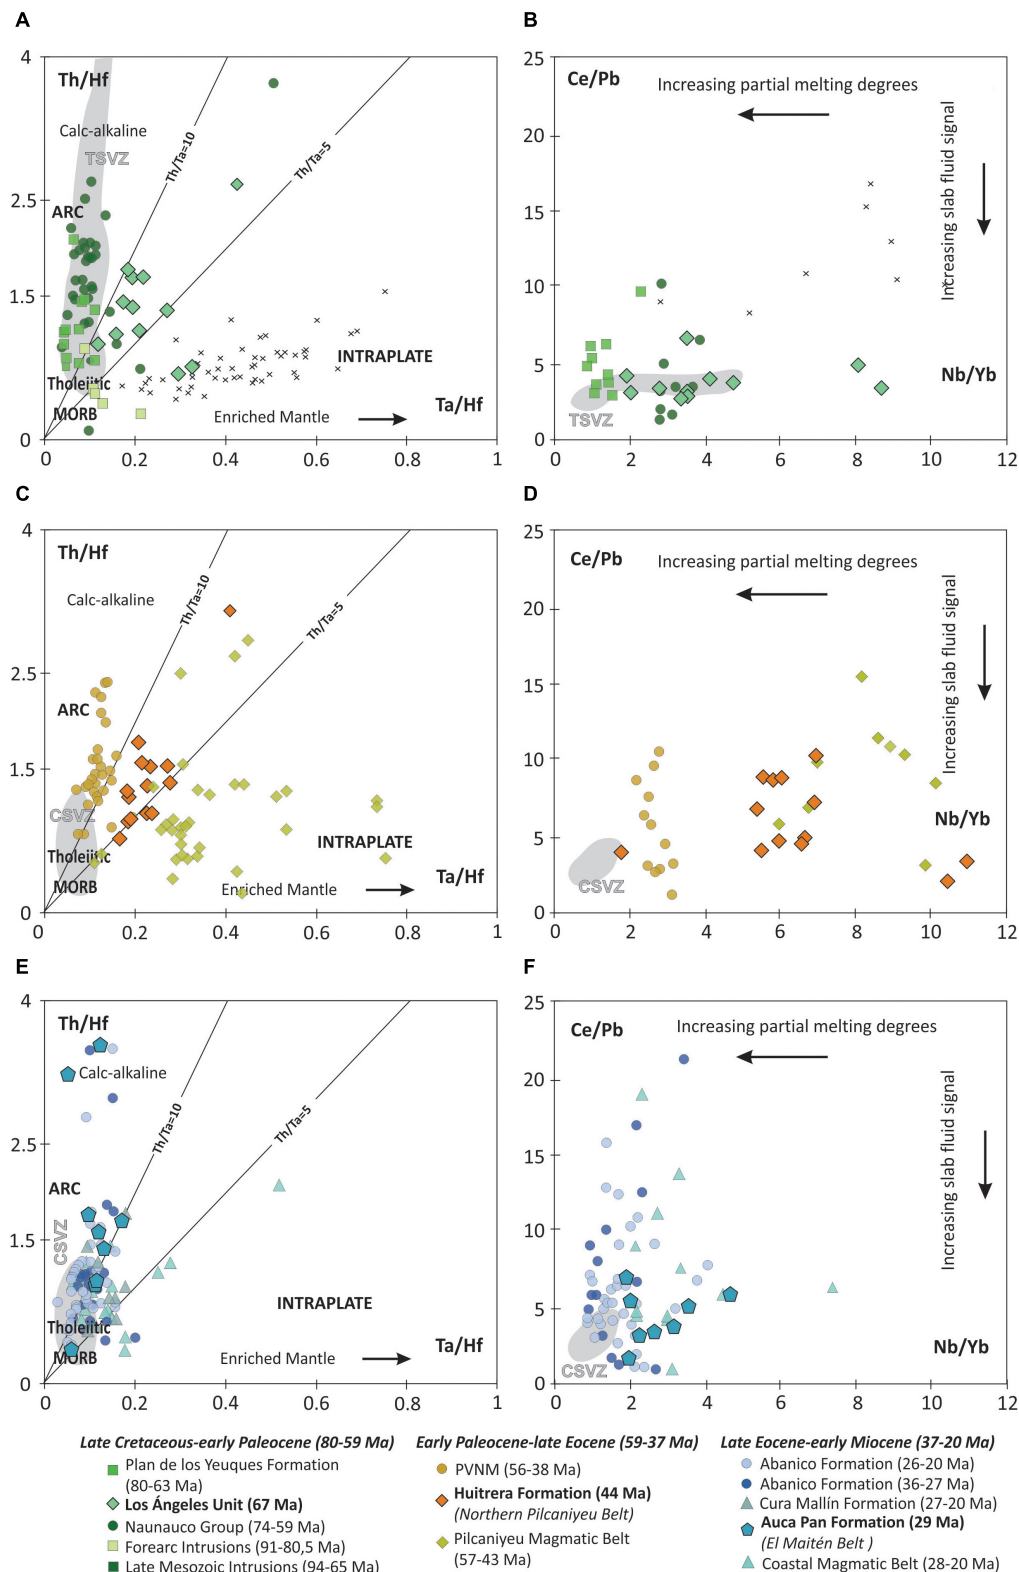 A
4
Th/Hf
Calc-alkaline
TSVZ
Th/Ta=10
Th/Ta=5
2.5
ARC
1.5
INTRAPLATE
Tholeiitic
MORB
Enriched Mantle
Ta/Hf
0
0 0.2 0.4 0.6 0.8 1
B
25
Ce/Pb
Increasing partial melting degrees
20
Increasing slab fluid signal
15
10
5
Nb/Yb
TSVZ
0
0 2 4 6 8 10 12
C
4
Th/Hf
Calc-alkaline
Th/Ta=10
Th/Ta=5
2.5
ARC
1.5
CSVZ
INTRAPLATE
Tholeiitic
MORB
Enriched Mantle
Ta/Hf
0
0 0.2 0.4 0.6 0.8 1
D
25
Ce/Pb
Increasing partial melting degrees
20
Increasing slab fluid signal
15
10
Nb/Yb
5
CSVZ
0
0 2 4 6 8 10 12
E
4
Th/Hf
Calc-alkaline
Th/Ta=10
Th/Ta=5
2.5
ARC
CSVZ
1.5
INTRAPLATE
Tholeiitic
MORB
Enriched Mantle
Ta/Hf
0
0 0.2 0.4 0.6 0.8 1
F
25
Ce/Pb
Increasing partial melting degrees
20
Increasing slab fluid signal
15
10
5
Nb/Yb
CSVZ
0
0 2 4 6 8 10 12
Late Cretaceous-early Paleocene (80-59 Ma)
Plan de los Yeuques Formation
(80-63 Ma)
Los Ángeles Unit (67 Ma)
Naunauco Group (74-59 Ma)
Forearc Intrusions (91-80,5 Ma)
Late Mesozoic Intrusions (94-65 Ma)
Early Paleocene-late Eocene (59-37 Ma)
PVNM (56-38 Ma)
Huitrera Formation (44 Ma)
(Northern Pilcaniyeu Belt)
Pilcaniyeu Magmatic Belt
(57-43 Ma)
Late Eocene-early Miocene (37-20 Ma)
Abanico Formation (26-20 Ma)
Abanico Formation (36-27 Ma)
Cura Mallín Formation (27-20 Ma)
Auca Pan Formation (29 Ma)
(El Maitén Belt )
Coastal Magmatic Belt (28-20 Ma)